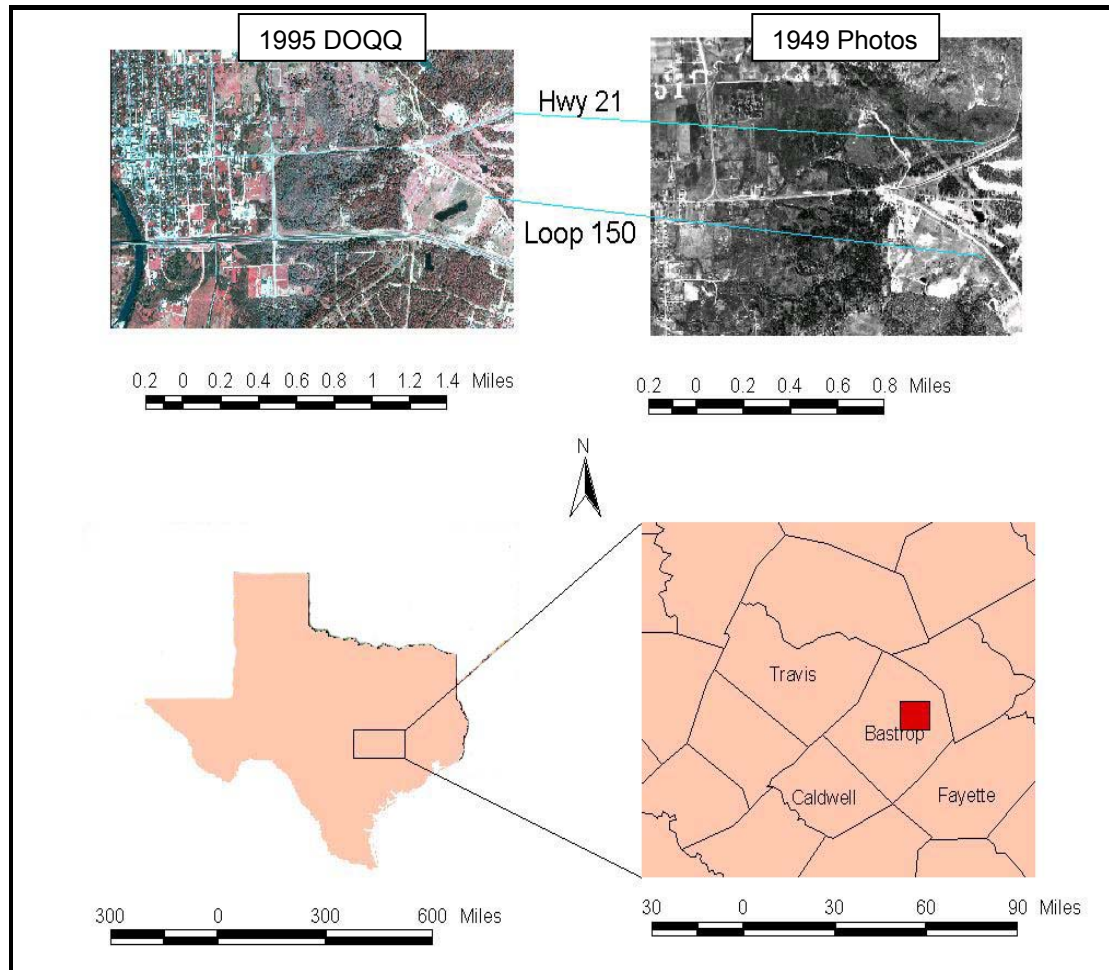 1995 DOQQ
1949 Photos
Hwy 21
Loop 150
0.2 0 0.2 0.4 0.6 0.8 1 1.2 1.4 Miles
0.2 0 0.2 0.4 0.6 0.8 Miles
N
Travis
Bastrop
Caldwell
Fayette
300 0 300 600 Miles
30 0 30 60 90 Miles